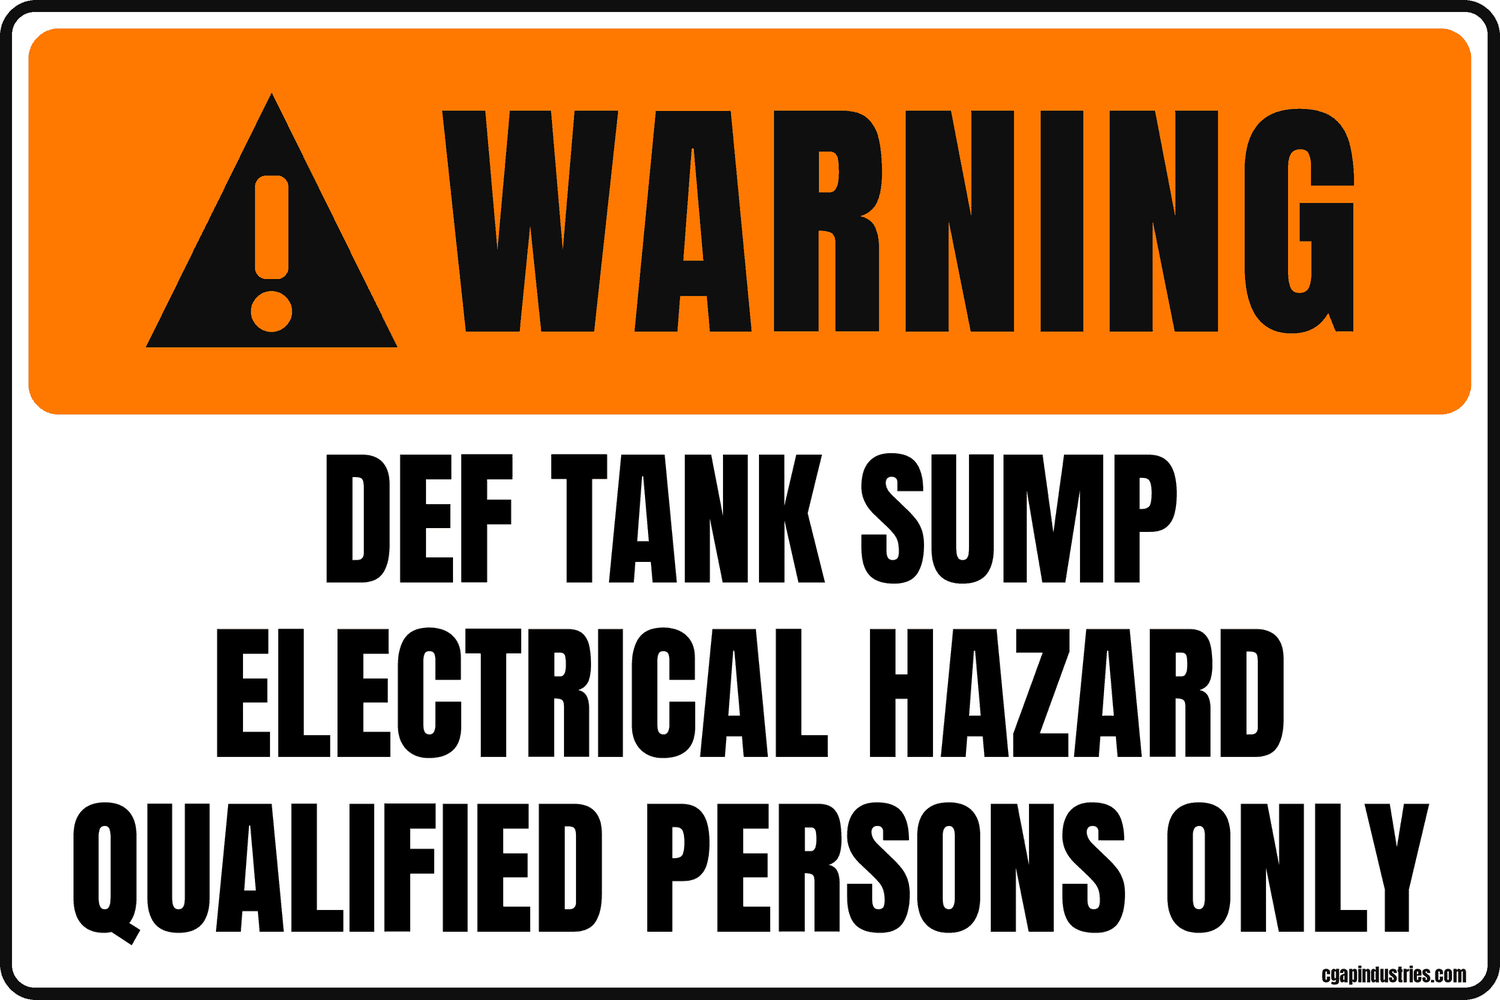 WARNING
DEF TANK SUMP
ELECTRICAL HAZARD
QUALIFIED PERSONS ONLY
cgapindustries.com